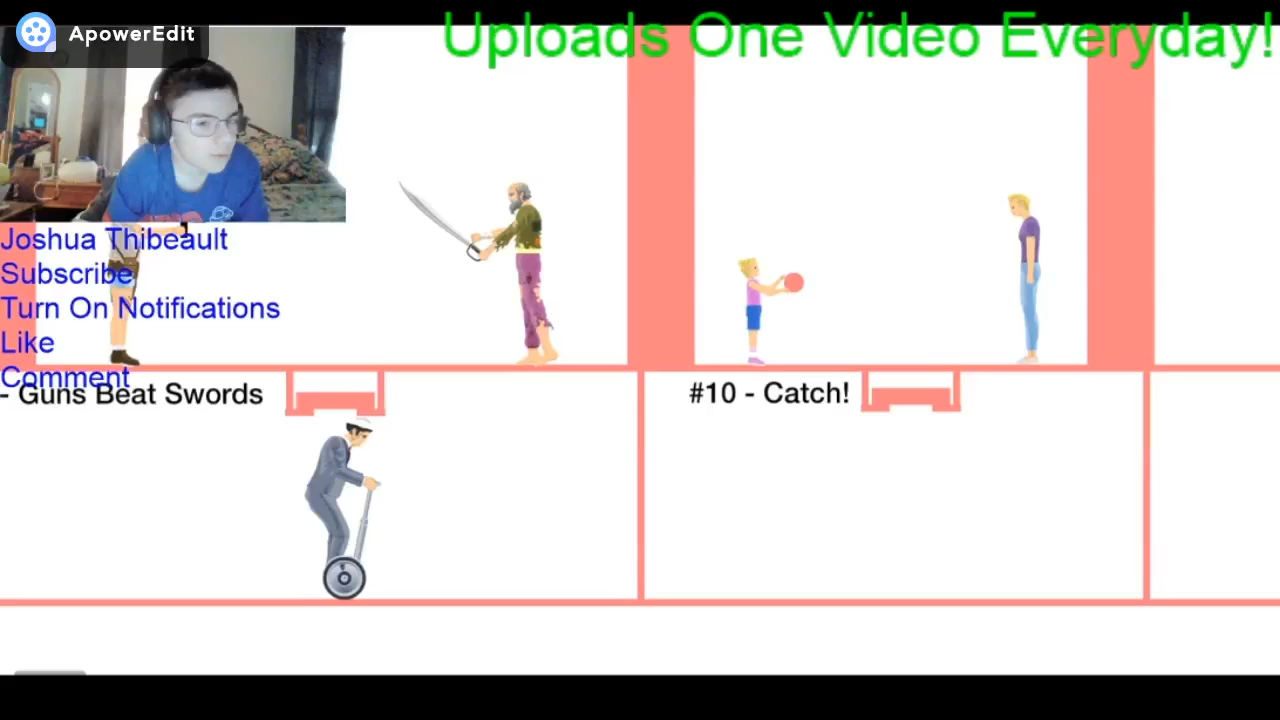 ApowerEdit
Uploads One Video Everyday!
Joshua Thibeault
Subscribe
Turn On Notifications
Like
Comment
- Guns Beat Swords
#10 - Catch!